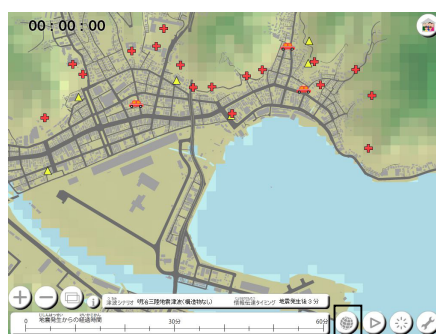 00:00:00
津波シナリオ 明治三陸地震津波(構造物なし) 情報伝達タイミング 地震発生後3分
0 地震発生からの経過時間 30分 60分